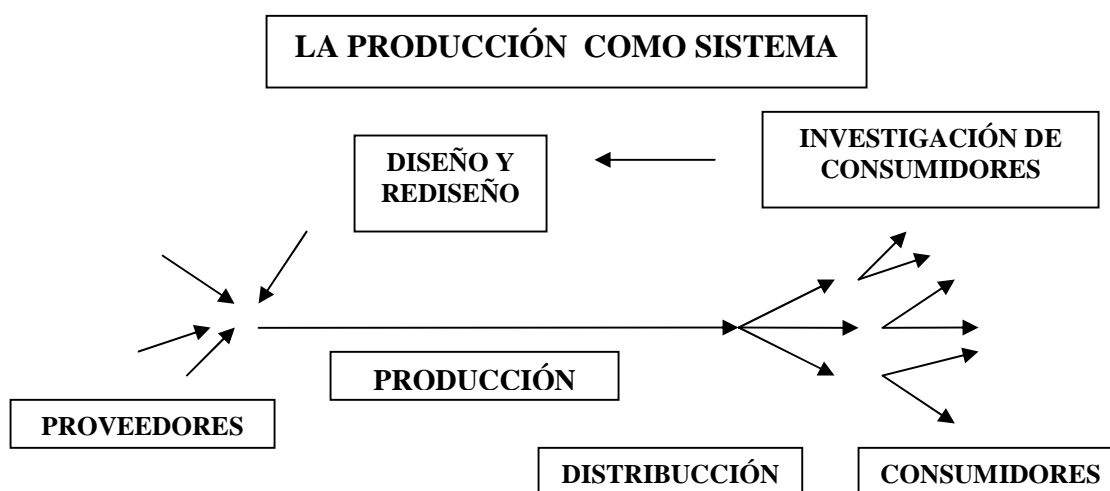 LA PRODUCCIÓN COMO SISTEMA
INVESTIGACIÓN DE
CONSUMIDORES
DISEÑO Y
REDISEÑO
PRODUCCIÓN
PROVEEDORES
DISTRIBUCCIÓN
CONSUMIDORES